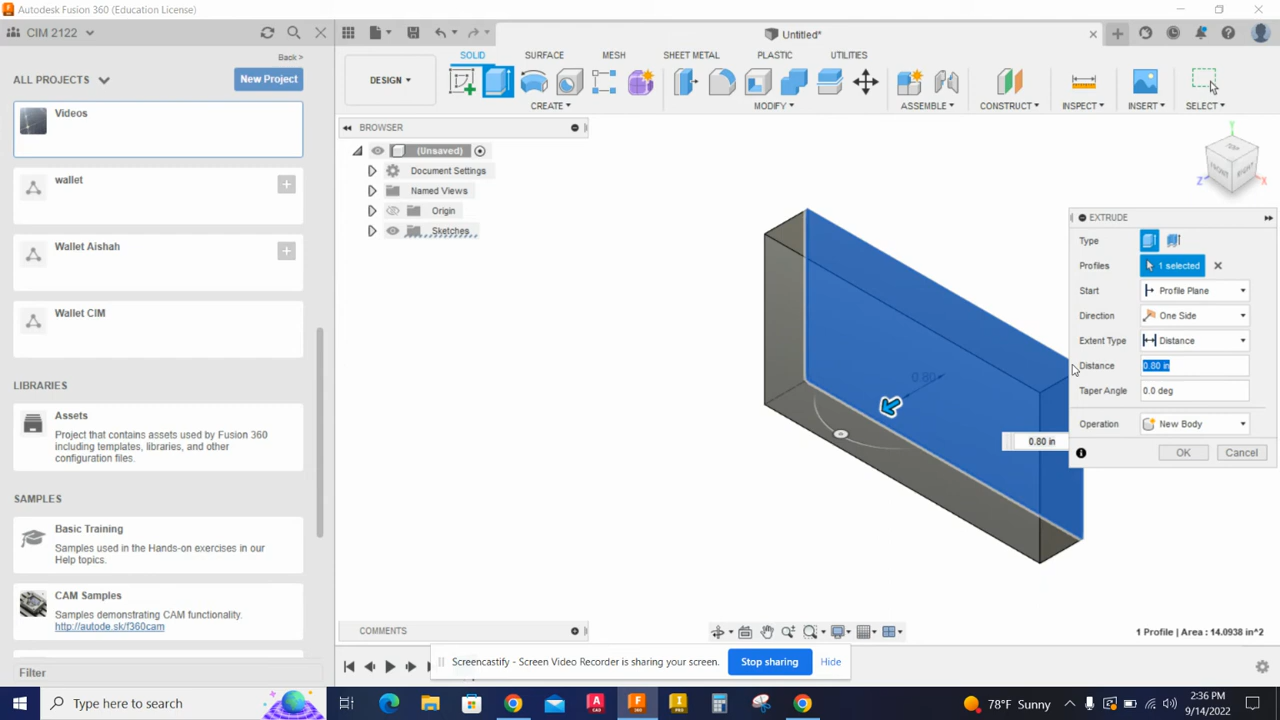 Autodesk Fusion 360 (Education License)
CIM 2122
Untitled*
Back >
ALL PROJECTS
New Project
Videos
wallet
Wallet Aishah
Wallet CIM
LIBRARIES
Assets
Project that contains assets used by Fusion 360
including templates, libraries, and other
configuration files.
SAMPLES
Basic Training
Samples used in the Hands-on exercises in our
Help topics.
CAM Samples
Samples demonstrating CAM functionality.
http://autode.sk/f360cam
Filter
DESIGN
SOLID
SURFACE
MESH
SHEET METAL
PLASTIC
UTILITIES
CREATE
MODIFY
ASSEMBLE
CONSTRUCT
INSPECT
INSERT
SELECT
BROWSER
(Unsaved)
Document Settings
Named Views
Origin
Sketches
Y
TOP
FRONT
RIGHT
Z
X
0.80
0.80 in
EXTRUDE
Type
Profiles
1 selected
Start
Profile Plane
Direction
One Side
Extent Type
Distance
Distance
0.80 in
Taper Angle
0.0 deg
Operation
New Body
OK
Cancel
COMMENTS
1 Profile | Area : 14.0938 in^2
Screencastify - Screen Video Recorder is sharing your screen.
Stop sharing
Hide
Type here to search
78°F Sunny
2:36 PM
9/14/2022